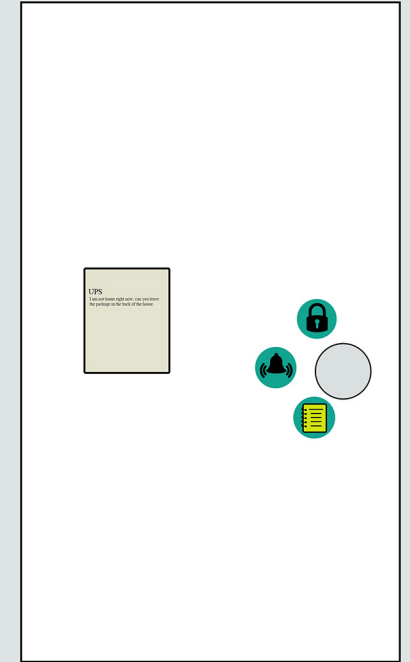 UPS
I am not home right now, can you leave
the package in the back of the house.